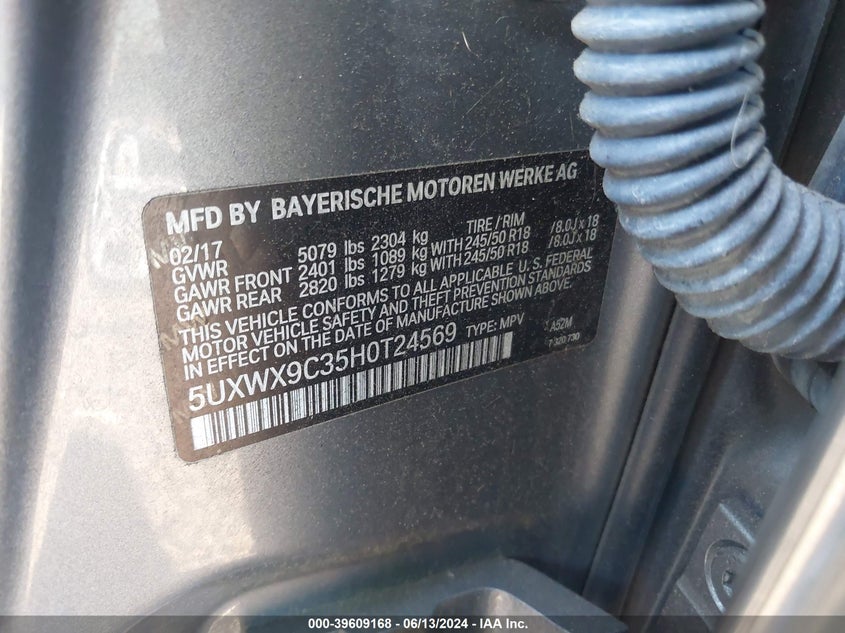 MFD BY BAYERISCHE MOTOREN WERKE AG
02/17 TIRE / RIM
GVWR 5079 lbs 2304 kg
GAWR FRONT 2401 lbs 1089 kg WITH 245/50 R18 /8.0J x 18
GAWR REAR 2820 lbs 1279 kg WITH 245/50 R18 /8.0J x 18
THIS VEHICLE CONFORMS TO ALL APPLICABLE U.S. FEDERAL
MOTOR VEHICLE SAFETY AND THEFT PREVENTION STANDARDS
IN EFFECT ON THE DATE OF MANUFACTURE SHOWN ABOVE.
5UXWX9C35H0T24569 TYPE: MPV A52M
7 320 730
000-39609168 - 06/13/2024 - IAA Inc.